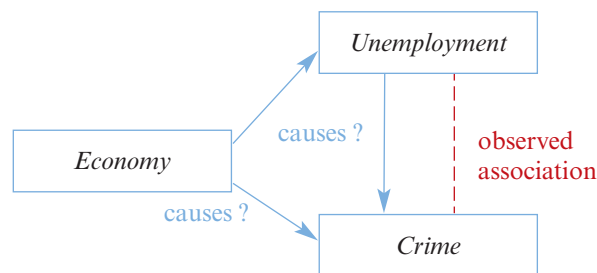 Unemployment
causes ?
observed
association
Economy
causes ?
Crime